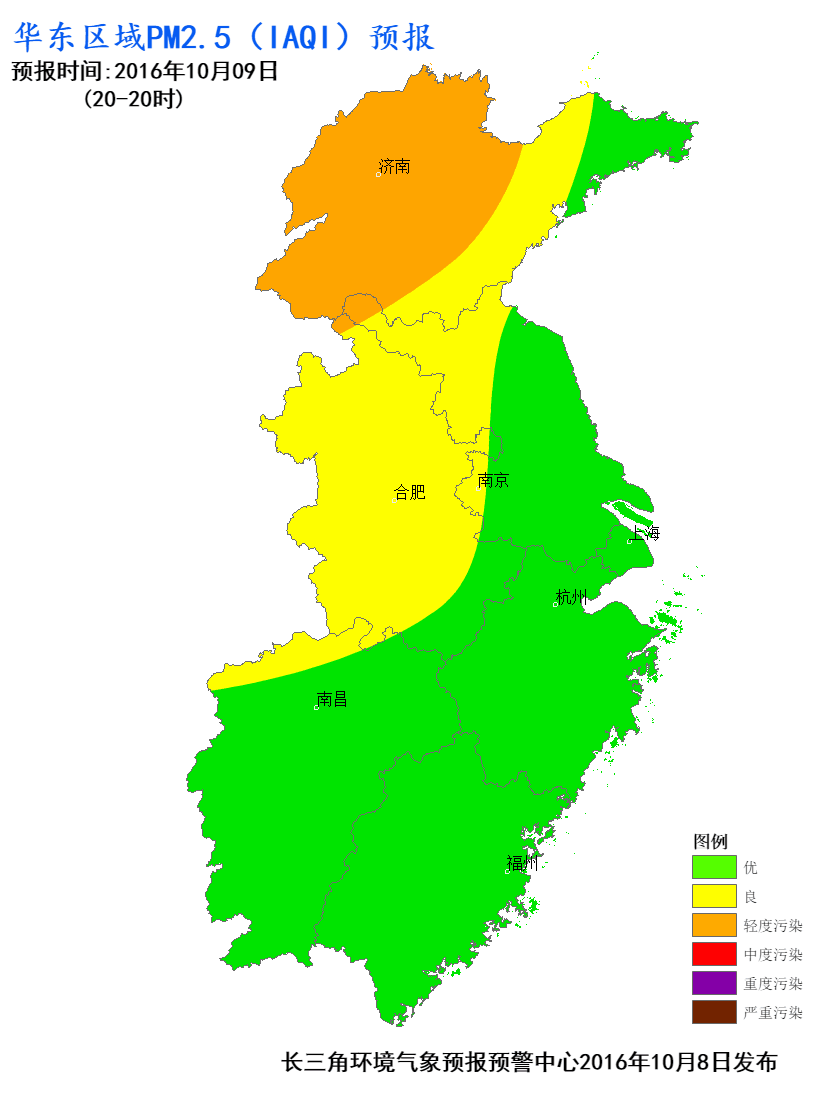 华东区域PM2.5（IAQI）预报
预报时间:2016年10月09日
(20-20时)
济南
合肥
南京
上海
杭州
南昌
福州
图例
优
良
轻度污染
中度污染
重度污染
严重污染
长三角环境气象预报预警中心2016年10月8日发布